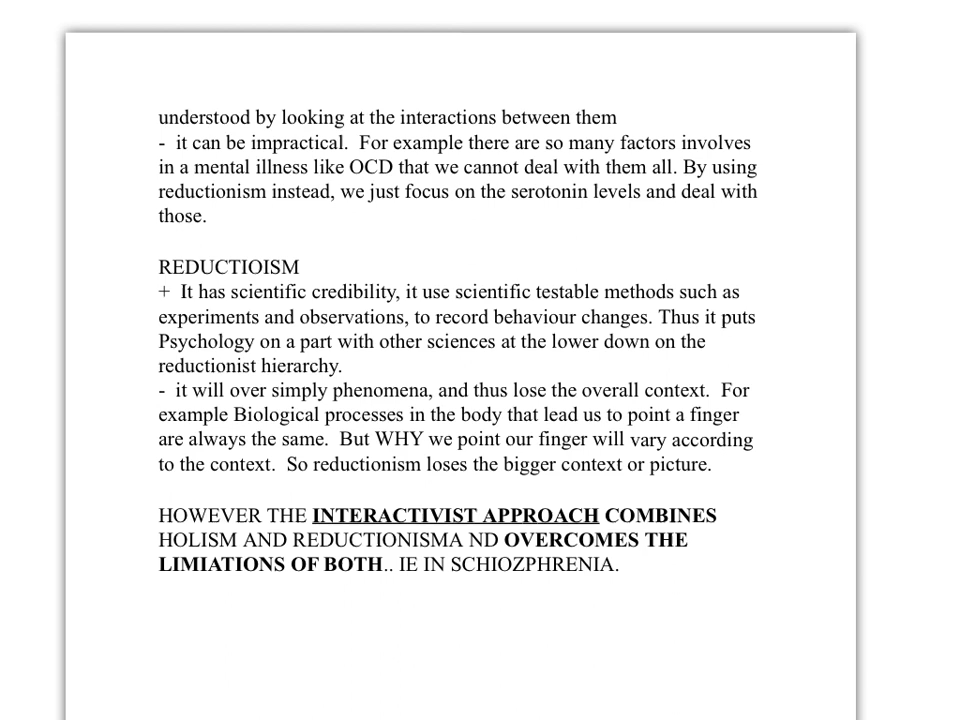 understood by looking at the interactions between them
- it can be impractical. For example there are so many factors involves
in a mental illness like OCD that we cannot deal with them all. By using
reductionism instead, we just focus on the serotonin levels and deal with
those.
REDUCTIOISM
+ It has scientific credibility, it use scientific testable methods such as
experiments and observations, to record behaviour changes. Thus it puts
Psychology on a part with other sciences at the lower down on the
reductionist hierarchy.
- it will over simply phenomena, and thus lose the overall context. For
example Biological processes in the body that lead us to point a finger
are always the same. But WHY we point our finger will vary according
to the context. So reductionism loses the bigger context or picture.
HOWEVER THE INTERACTIVIST APPROACH COMBINES
HOLISM AND REDUCTIONISMA ND OVERCOMES THE
LIMIATIONS OF BOTH.. IE IN SCHIOZPHRENIA.